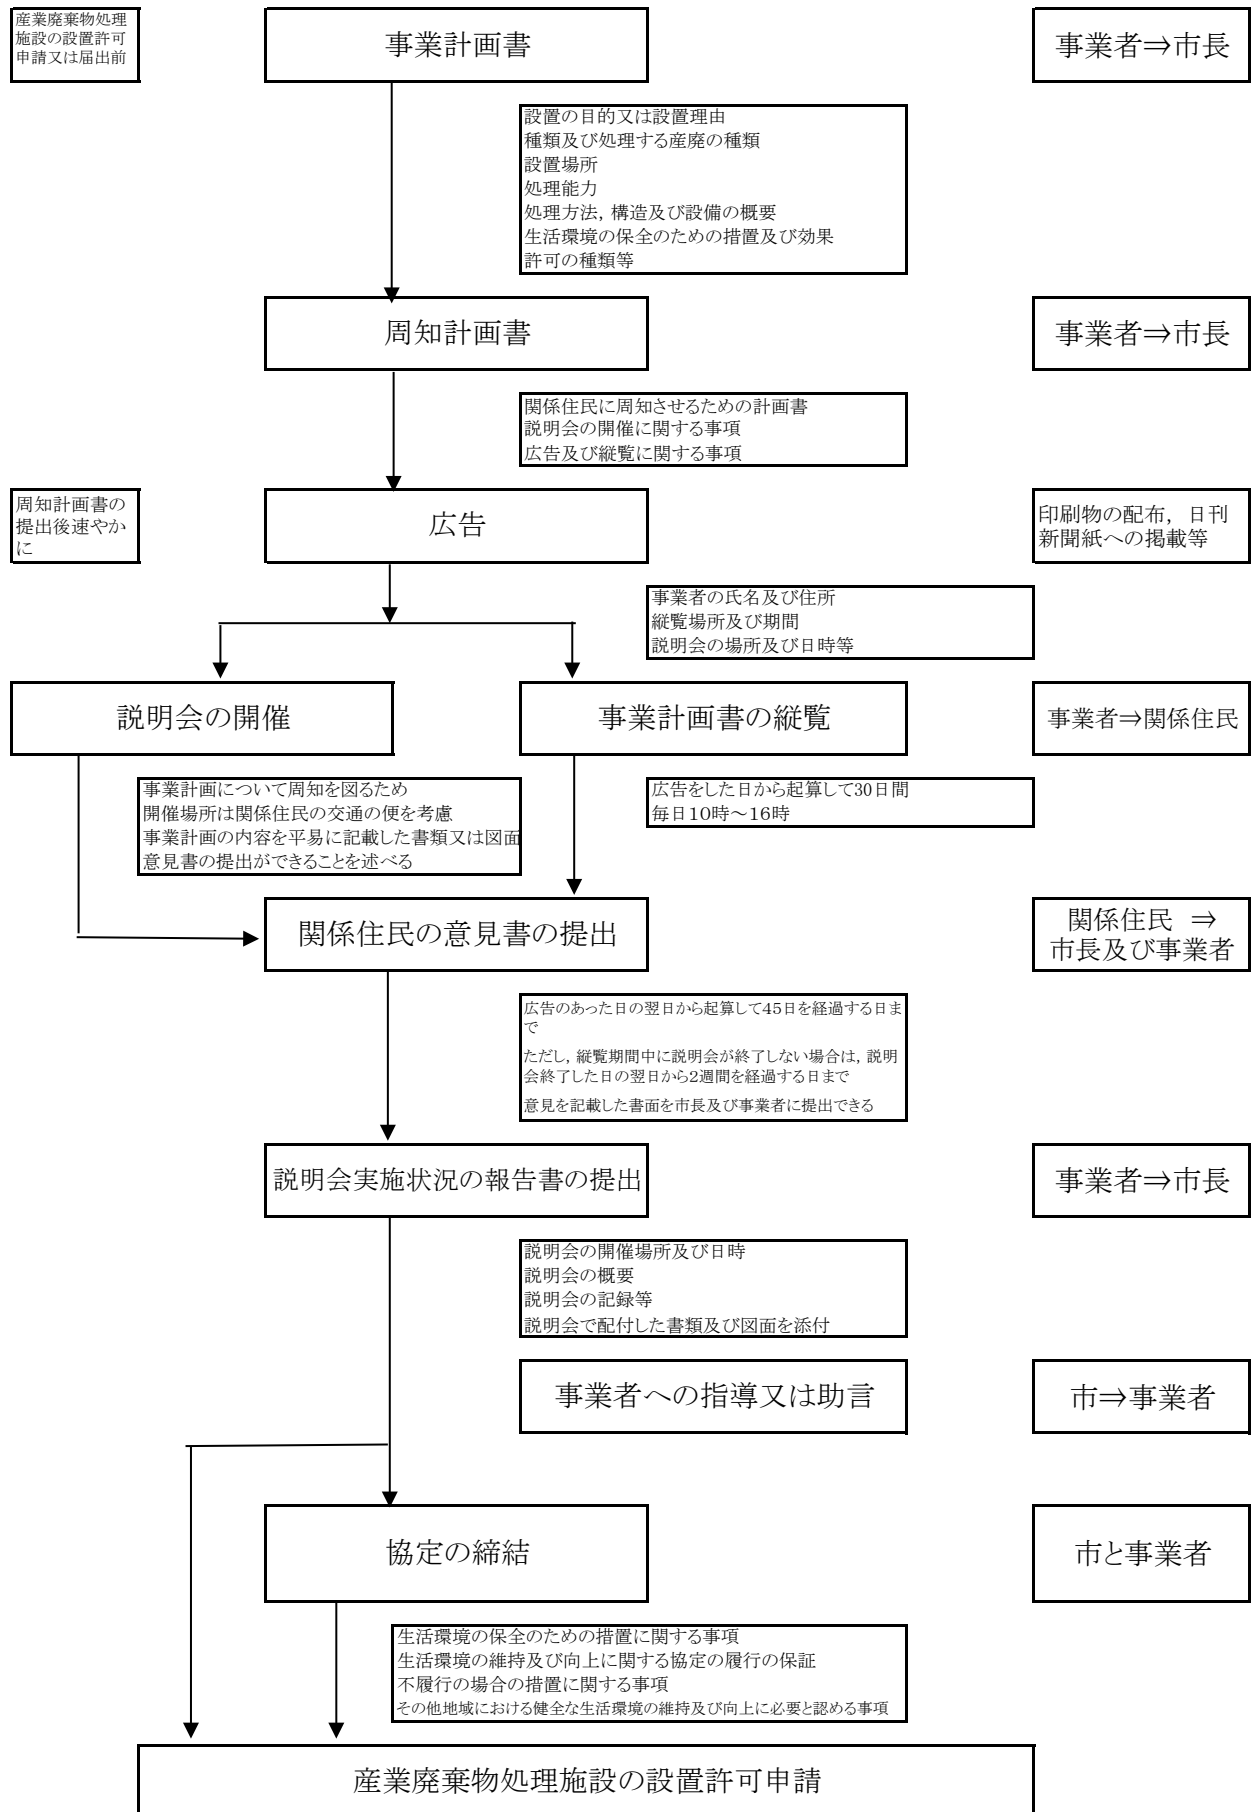 産業廃棄物処理
施設の設置許可
申請又は届出前
事業計画書
事業者⇒市長
設置の目的又は設置理由
種類及び処理する産廃の種類
設置場所
処理能力
処理方法, 構造及び設備の概要
生活環境の保全のための措置及び効果
許可の種類等
周知計画書
事業者⇒市長
関係住民に周知させるための計画書
説明会の開催に関する事項
広告及び縦覧に関する事項
周知計画書の
提出後速やか
に
広告
印刷物の配布, 日刊
新聞紙への掲載等
事業者の氏名及び住所
縦覧場所及び期間
説明会の場所及び日時等
説明会の開催
事業計画書の縦覧
事業者⇒関係住民
事業計画について周知を図るため
開催場所は関係住民の交通の便を考慮
事業計画の内容を平易に記載した書類又は図面
意見書の提出ができることを述べる
広告をした日から起算して30日間
毎日10時～16時
関係住民の意見書の提出
関係住民 ⇒
市長及び事業者
広告のあった日の翌日から起算して45日を経過する日ま
で
ただし, 縦覧期間中に説明会が終了しない場合は, 説明
会終了した日の翌日から2週間を経過する日まで
意見を記載した書面を市長及び事業者に提出できる
説明会実施状況の報告書の提出
事業者⇒市長
説明会の開催場所及び日時
説明会の概要
説明会の記録等
説明会で配付した書類及び図面を添付
事業者への指導又は助言
市⇒事業者
協定の締結
市と事業者
生活環境の保全のための措置に関する事項
生活環境の維持及び向上に関する協定の履行の保証
不履行の場合の措置に関する事項
その他地域における健全な生活環境の維持及び向上に必要と認める事項
産業廃棄物処理施設の設置許可申請